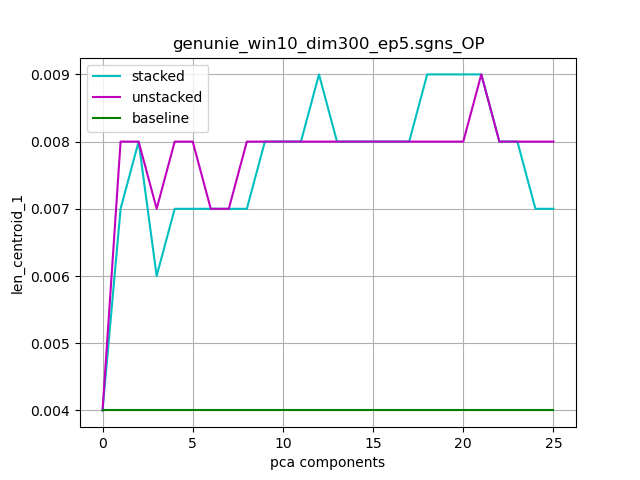 genunie_win10_dim300_ep5.sgns_OP
stacked
unstacked
baseline
0.009
0.008
0.007
0.006
0.005
0.004
len_centroid_1
0 5 10 15 20 25
pca components